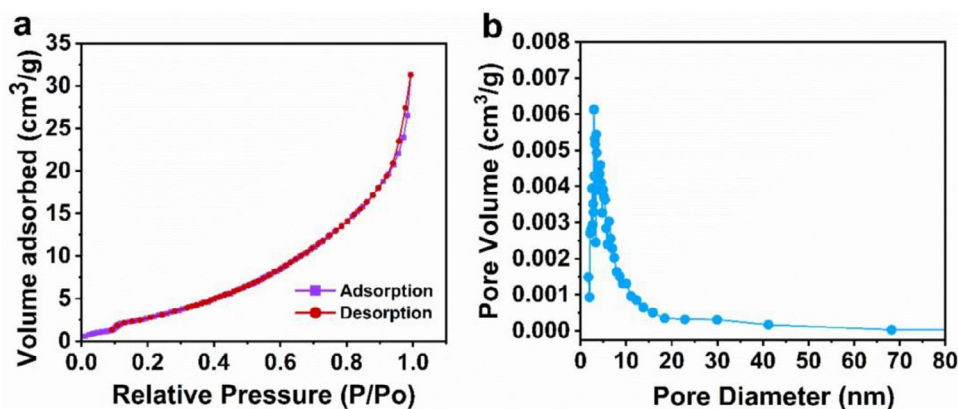 a
Volume adsorbed (cm³/g)
35
30
25
20
15
10
5
0
0.0 0.2 0.4 0.6 0.8 1.0
Relative Pressure (P/Po)
Adsorption
Desorption
b
Pore Volume (cm³/g)
0.008
0.007
0.006
0.005
0.004
0.003
0.002
0.001
0.000
0 10 20 30 40 50 60 70 80
Pore Diameter (nm)